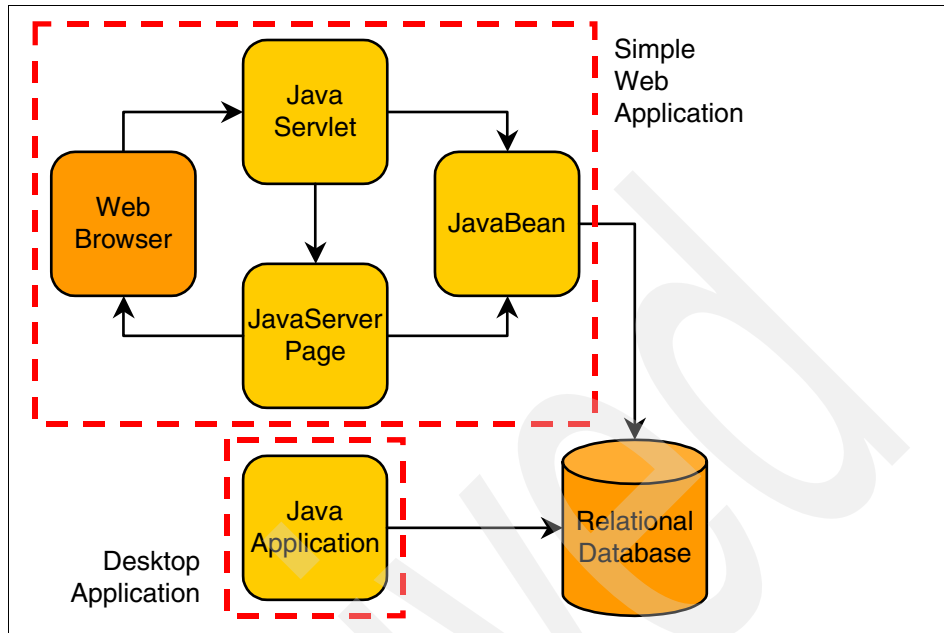 Simple
Web
Application
Java
Servlet
Web
Browser
JavaBean
JavaServer
Page
Java
Application
Relational
Database
Desktop
Application